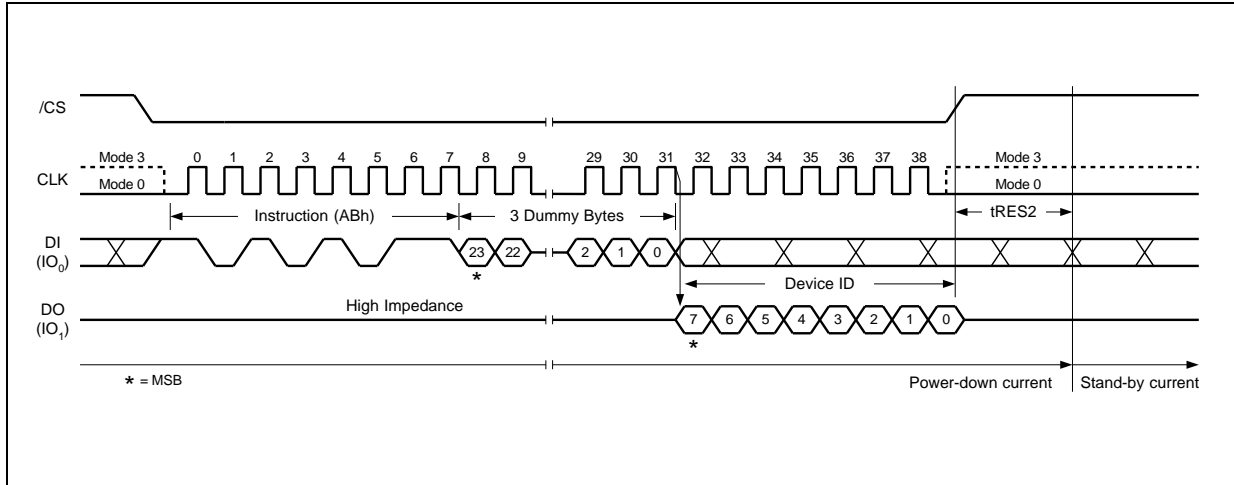 /CS
Mode 3 0 1 2 3 4 5 6 7 8 9 29 30 31 32 33 34 35 36 37 38 Mode 3
CLK
Mode 0 Mode 0
Instruction (ABh) 3 Dummy Bytes tRES2
DI
(IO0)
23 22 2 1 0
*
Device ID
High Impedance
DO
(IO1)
7 6 5 4 3 2 1 0
*
* = MSB
Power-down current Stand-by current